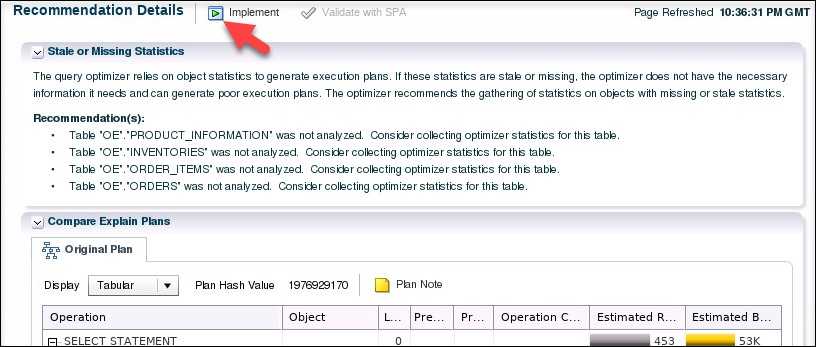 Recommendation Details Implement Validate with SPA Page Refreshed 10:36:31 PM GMT
Stale or Missing Statistics
The query optimizer relies on object statistics to generate execution plans. If these statistics are stale or missing, the optimizer does not have the necessary
information it needs and can generate poor execution plans. The optimizer recommends the gathering of statistics on objects with missing or stale statistics.
Recommendation(s):
• Table "OE"."PRODUCT_INFORMATION" was not analyzed. Consider collecting optimizer statistics for this table.
• Table "OE"."INVENTORIES" was not analyzed. Consider collecting optimizer statistics for this table.
• Table "OE"."ORDER_ITEMS" was not analyzed. Consider collecting optimizer statistics for this table.
• Table "OE"."ORDERS" was not analyzed. Consider collecting optimizer statistics for this table.
Compare Explain Plans
Original Plan
Display Tabular Plan Hash Value 1976929170 Plan Note
Operation Object L... Pre... Pr... Operation C... Estimated R... Estimated B...
SELECT STATEMENT 0 453 53K